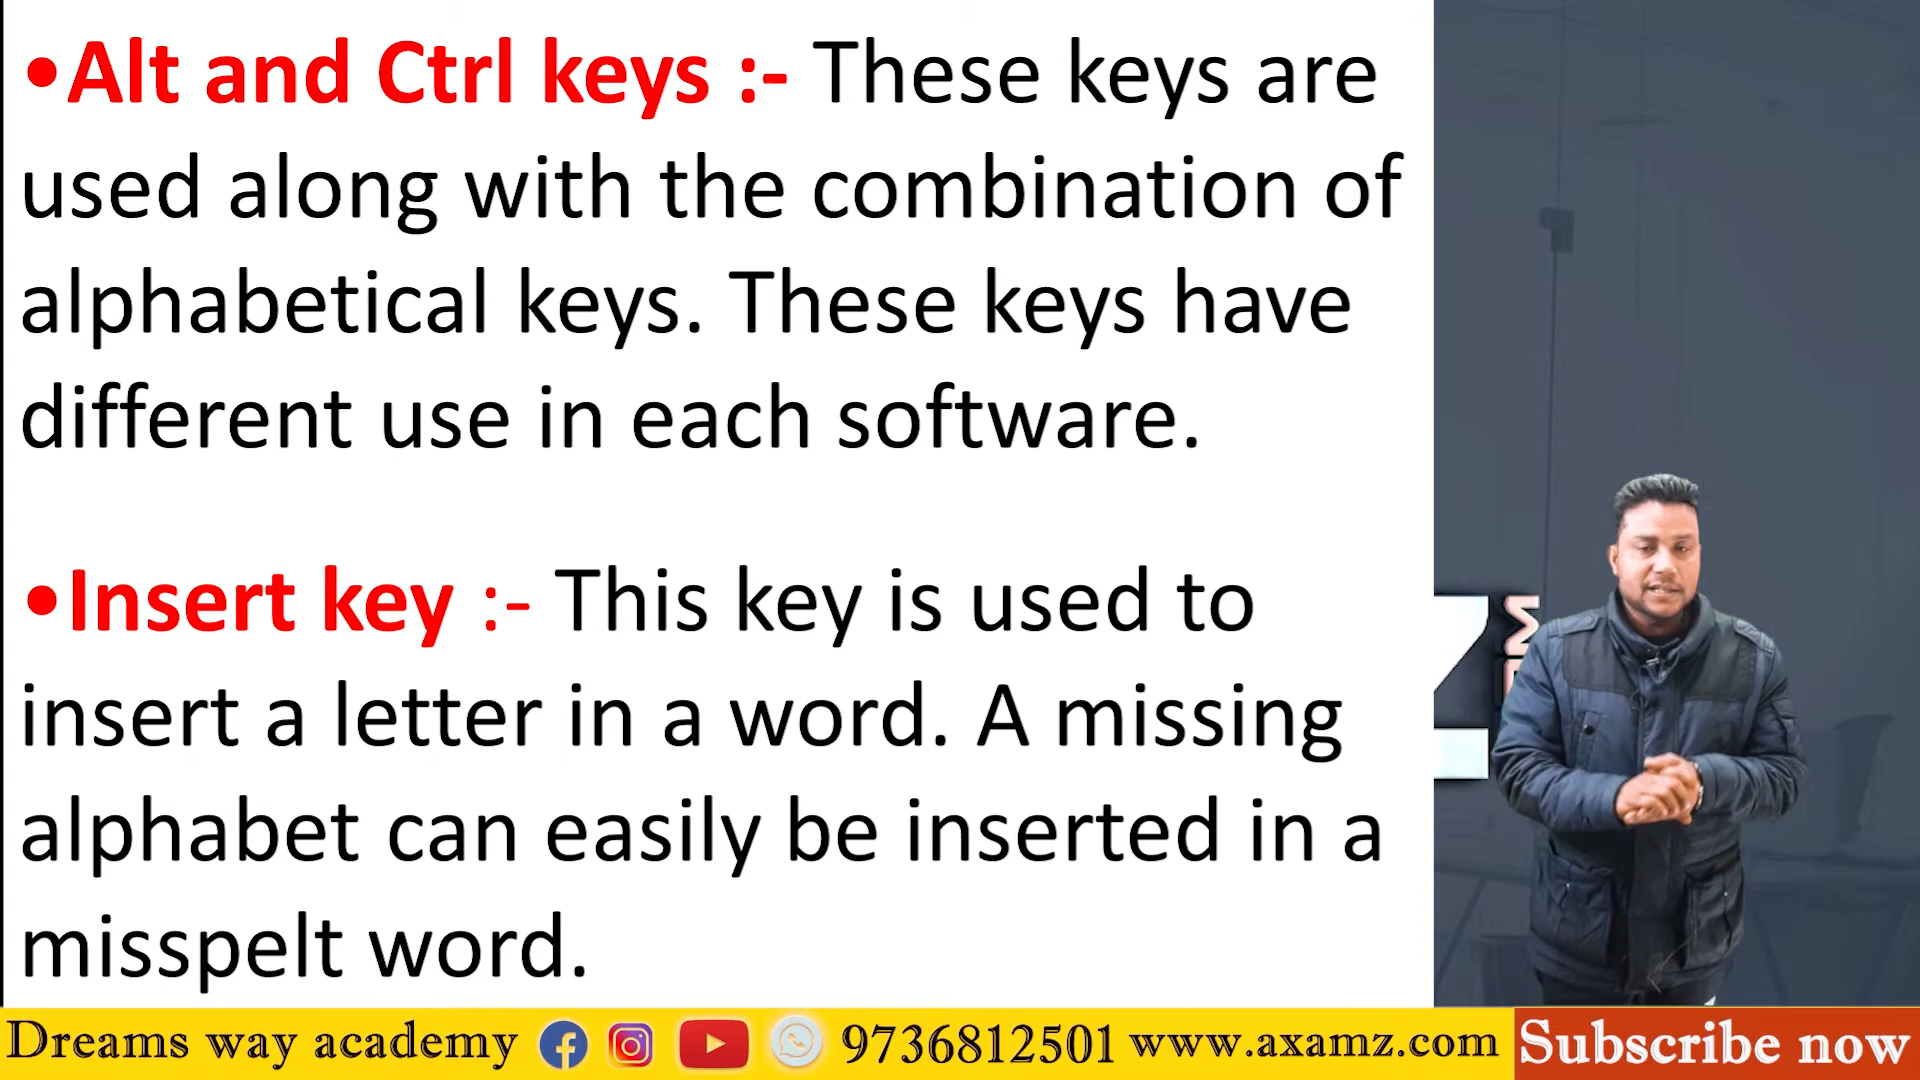 •Alt and Ctrl keys :- These keys are
used along with the combination of
alphabetical keys. These keys have
different use in each software.
•Insert key :- This key is used to
insert a letter in a word. A missing
alphabet can easily be inserted in a
misspelt word.
Dreams way academy 9736812501 www.axamz.com Subscribe now